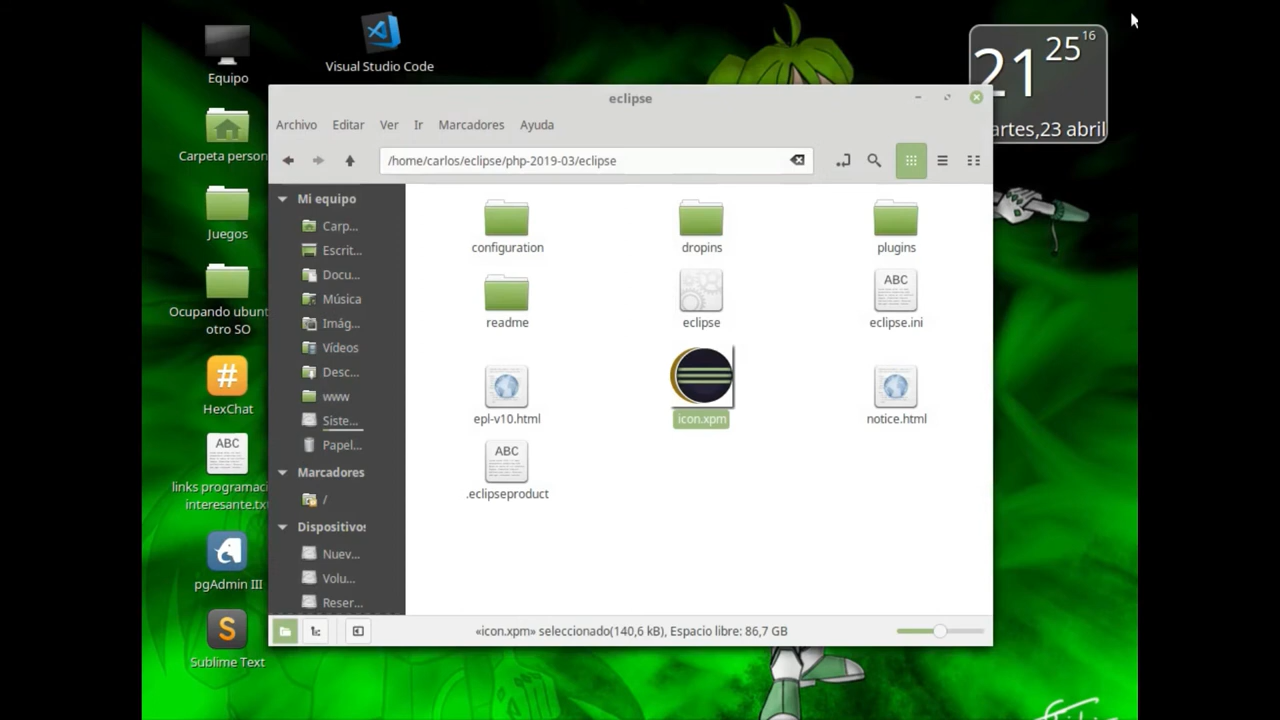 Equipo
Visual Studio Code
21 25 16
artes,23 abril
Carpeta person
Juegos
Ocupando ubunt
otro SO
HexChat
ABC
links programaci
interesante.txt
pgAdmin III
S
Sublime Text
eclipse
Archivo Editar Ver Ir Marcadores Ayuda
/home/carlos/eclipse/php-2019-03/eclipse
Mi equipo
Carp...
Escrit...
Docu...
Música
Imág...
Vídeos
Desc...
www
Siste...
Papel...
Marcadores
/
Dispositivos
Nuev...
Volu...
Reser...
configuration dropins plugins
ABC
readme eclipse eclipse.ini
epl-v10.html icon.xpm notice.html
ABC
.eclipseproduct
«icon.xpm» seleccionado(140,6 kB), Espacio libre: 86,7 GB